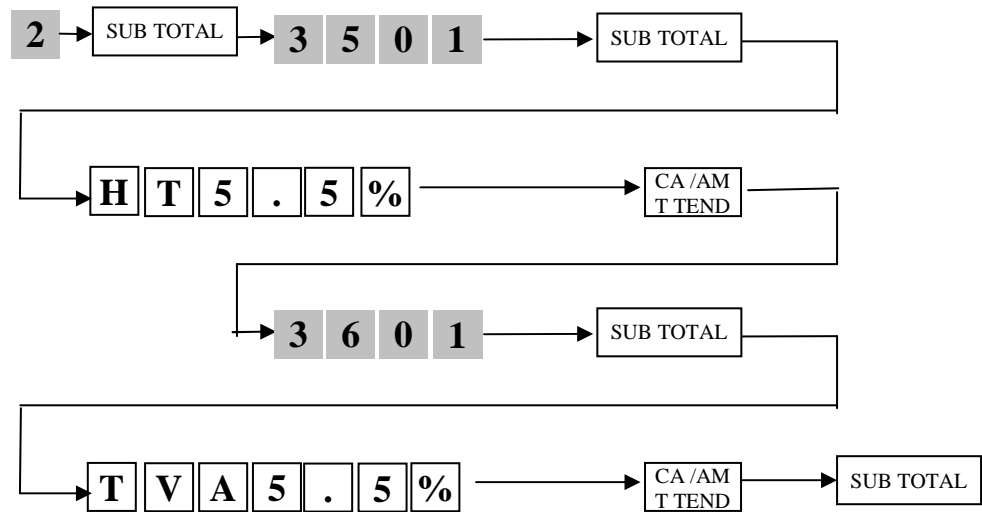 2 SUB TOTAL 3 5 0 1 SUB TOTAL
H T 5 . 5 % CA /AM
T TEND
3 6 0 1 SUB TOTAL
T V A 5 . 5 % CA /AM
T TEND SUB TOTAL